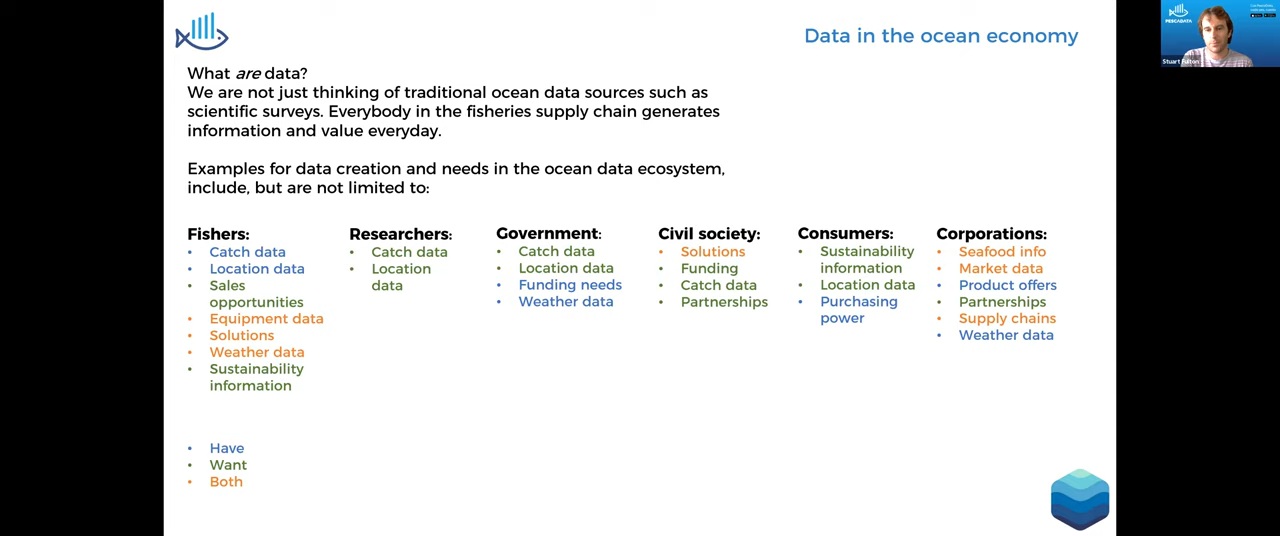 Data in the ocean economy
PESCADATA
Stuart Fulton
What are data?
We are not just thinking of traditional ocean data sources such as
scientific surveys. Everybody in the fisheries supply chain generates
information and value everyday.
Examples for data creation and needs in the ocean data ecosystem,
include, but are not limited to:
Fishers:
• Catch data
• Location data
• Sales
opportunities
• Equipment data
• Solutions
• Weather data
• Sustainability
information
Researchers:
• Catch data
• Location
data
Government:
• Catch data
• Location data
• Funding needs
• Weather data
Civil society:
• Solutions
• Funding
• Catch data
• Partnerships
Consumers:
• Sustainability
information
• Location data
• Purchasing
power
Corporations:
• Seafood info
• Market data
• Product offers
• Partnerships
• Supply chains
• Weather data
• Have
• Want
• Both